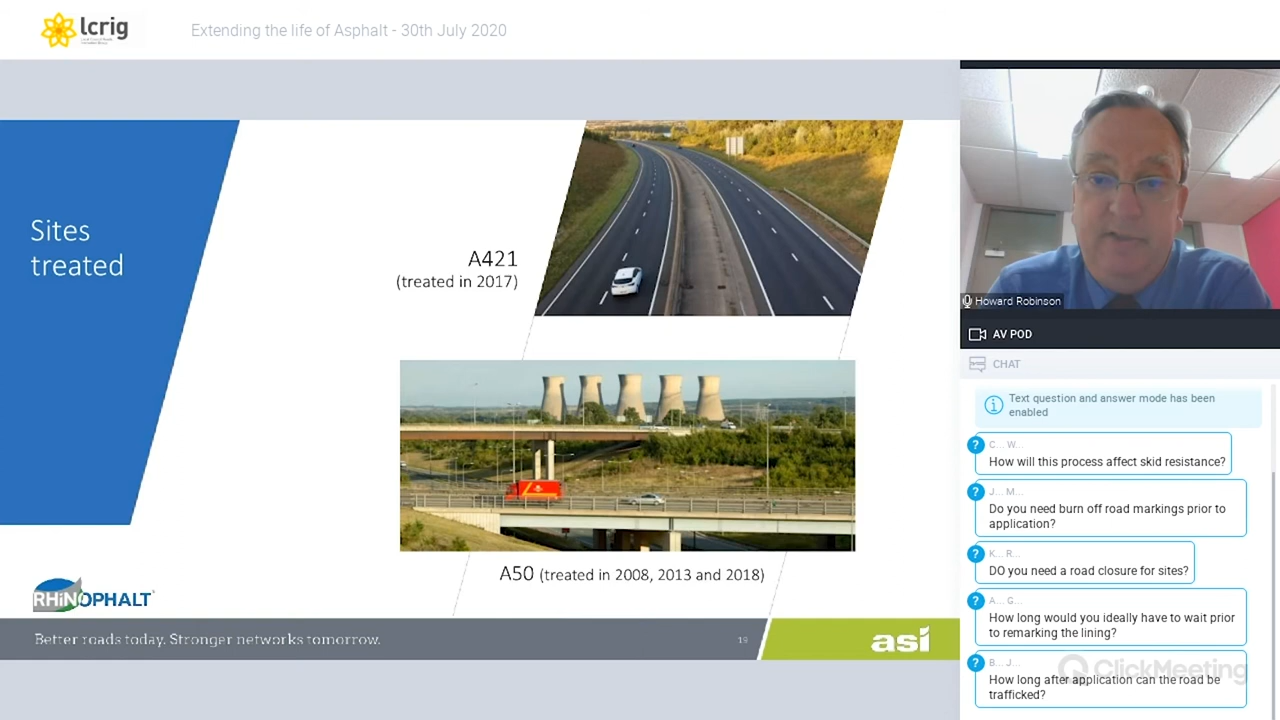 lcrig
Extending the life of Asphalt - 30th July 2020
Sites
treated
A421
(treated in 2017)
A50 (treated in 2008, 2013 and 2018)
RHINOPHALT
Better roads today. Stronger networks tomorrow.
19
asi
Howard Robinson
AV POD
CHAT
Text question and answer mode has been
enabled
? C... W...
How will this process affect skid resistance?
? J... M...
Do you need burn off road markings prior to
application?
? K... R...
DO you need a road closure for sites?
? A... G...
How long would you ideally have to wait prior
to remarking the lining?
? B... J...
How long after application can the road be
trafficked?
ClickMeeting